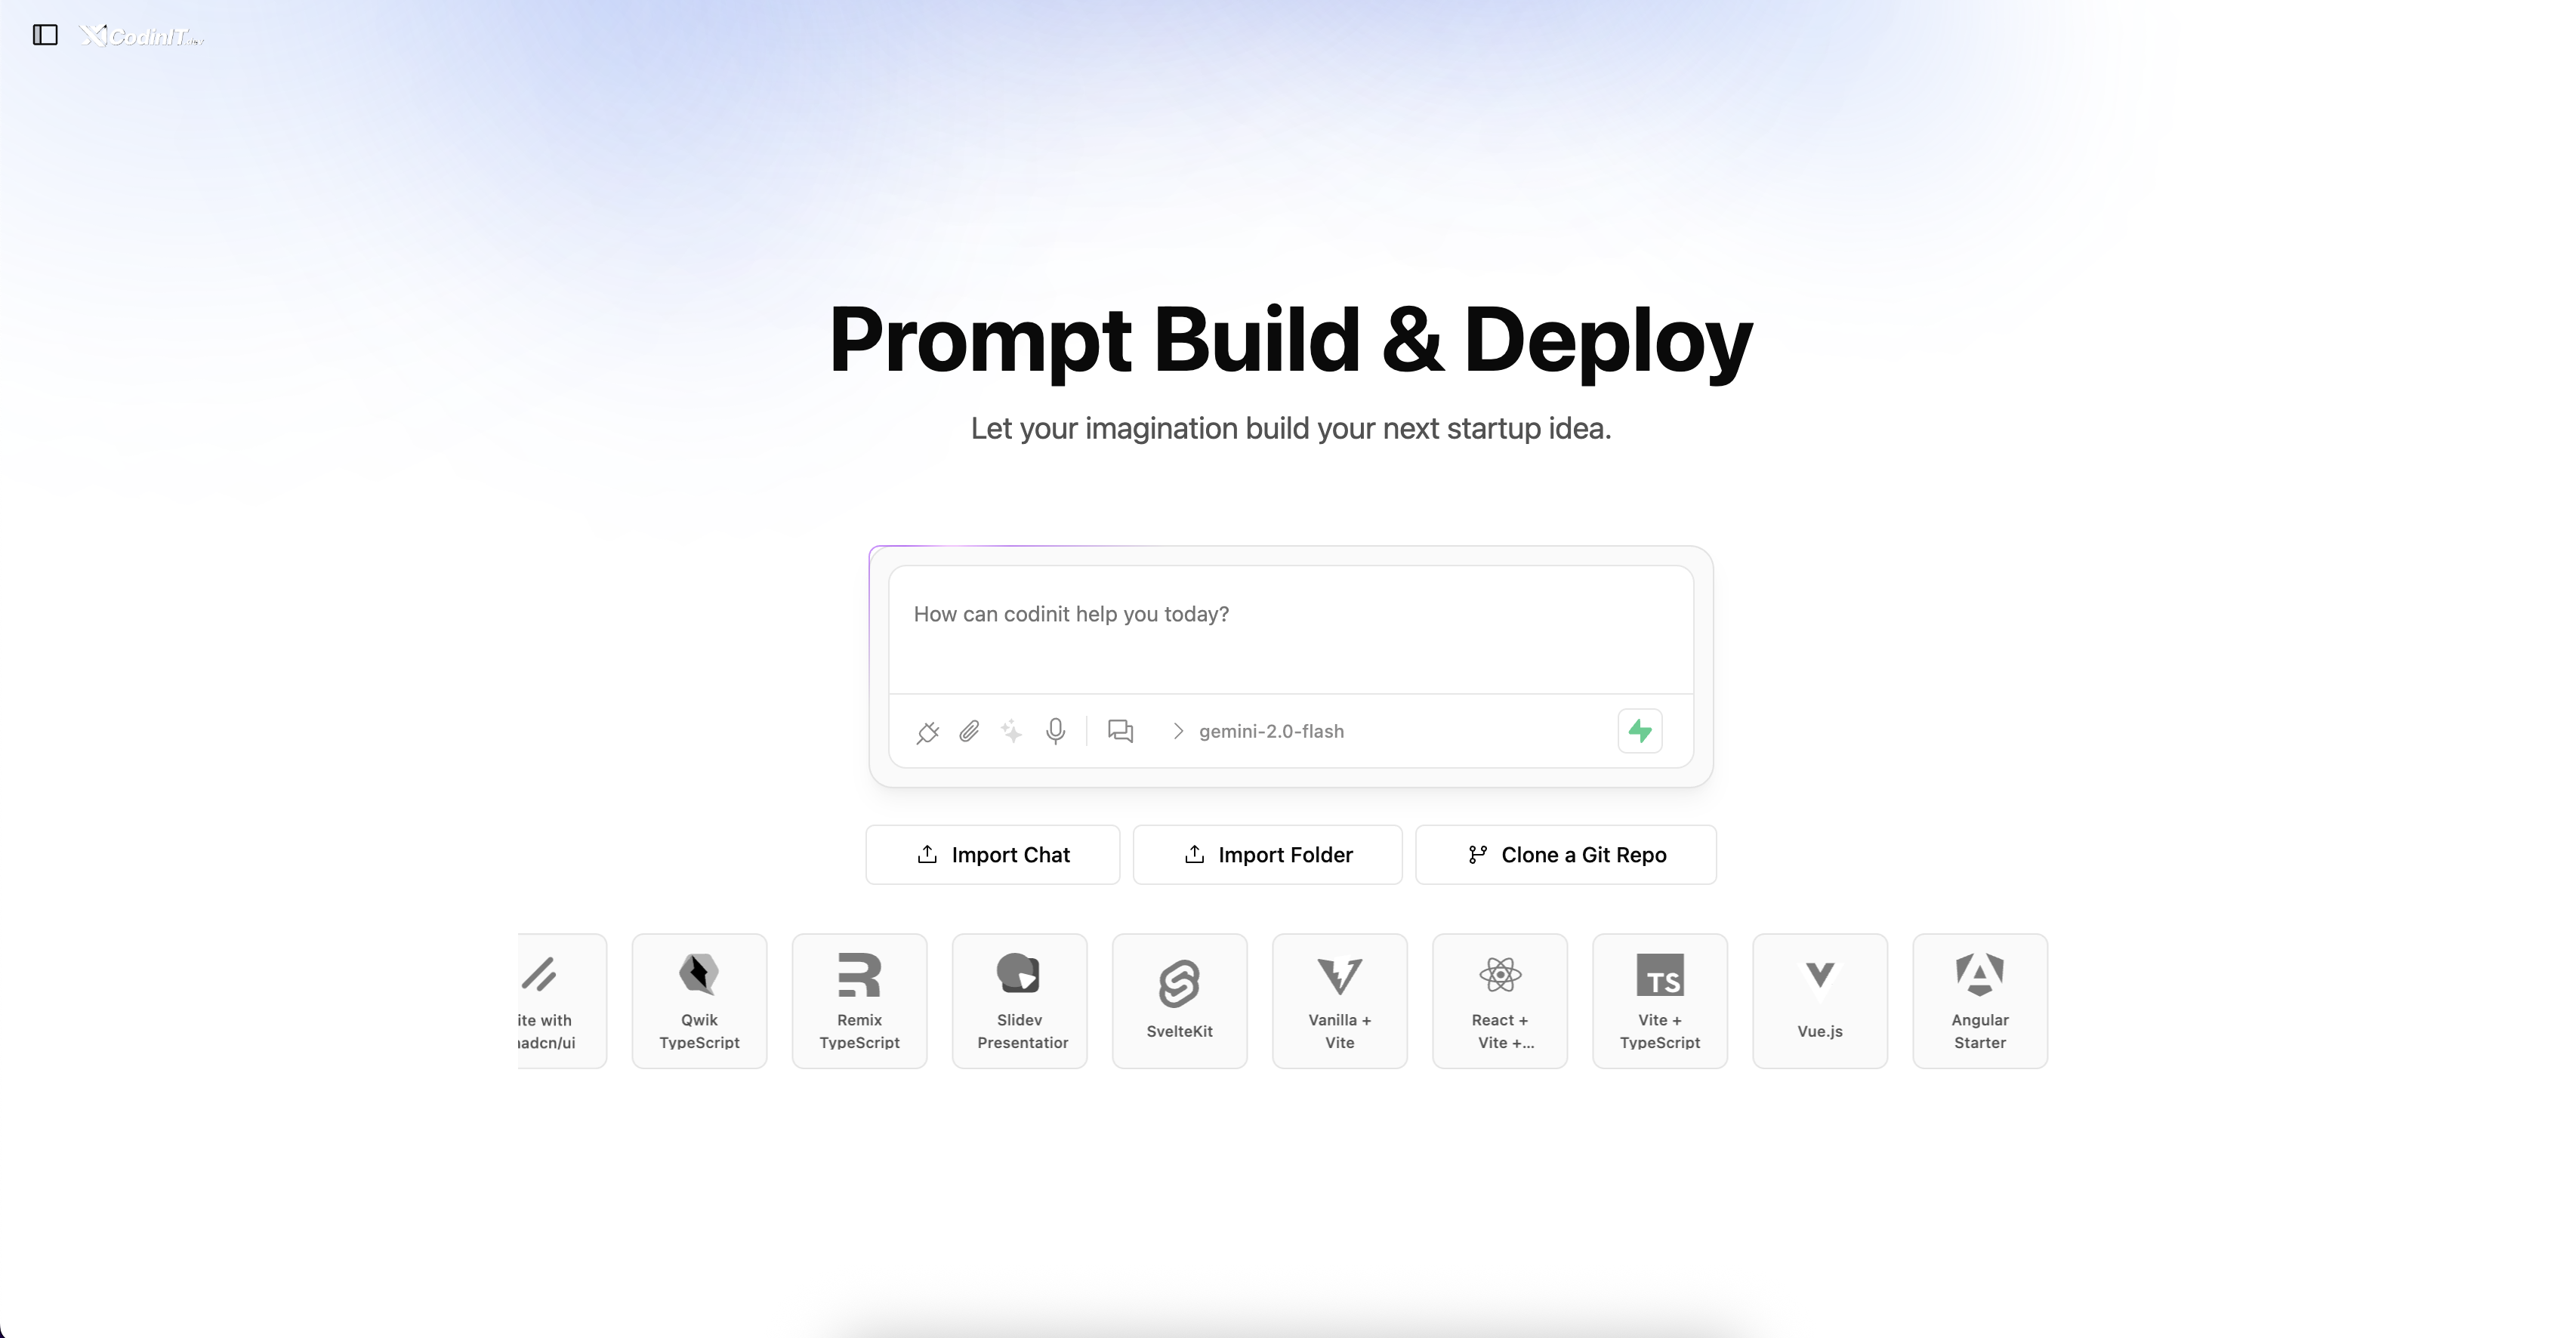 CodinIT.dev
Prompt Build & Deploy
Let your imagination build your next startup idea.
How can codinit help you today?
gemini-2.0-flash
Import Chat
Import Folder
Clone a Git Repo
ite with
adcn/ui
Qwik
TypeScript
Remix
TypeScript
Slidev
Presentation
SvelteKit
Vanilla +
Vite
React +
Vite +...
TS
Vite +
TypeScript
Vue.js
Angular
Starter